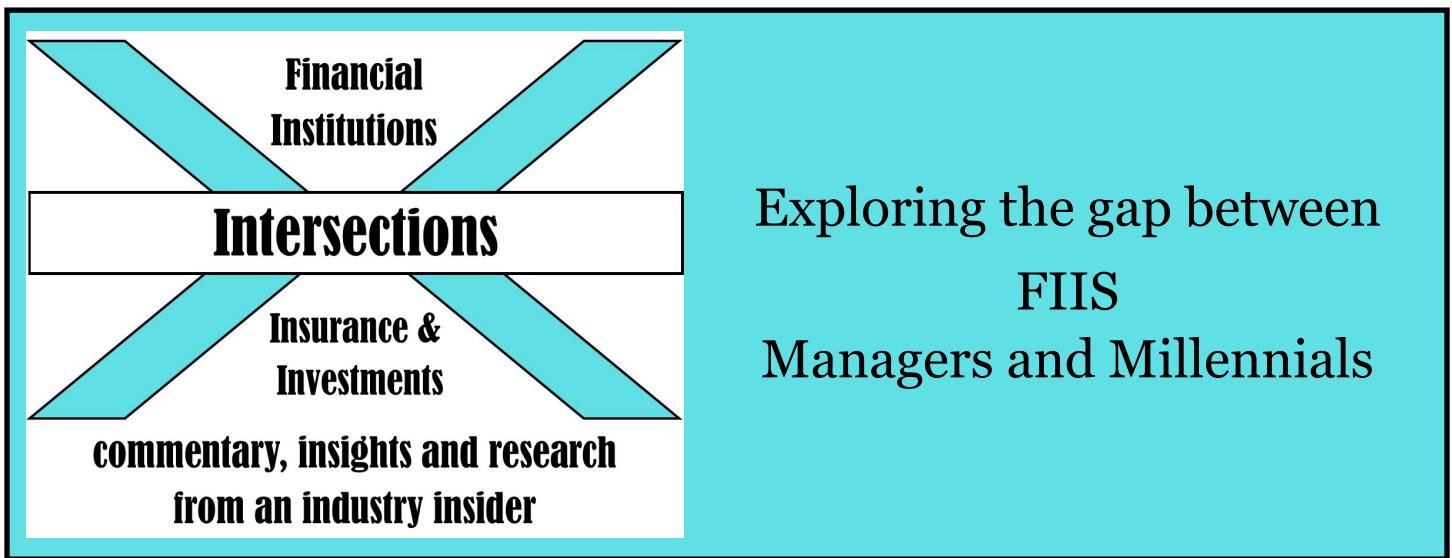 Financial
Institutions
Intersections
Insurance &
Investments
commentary, insights and research
from an industry insider
Exploring the gap between
FIIS
Managers and Millennials